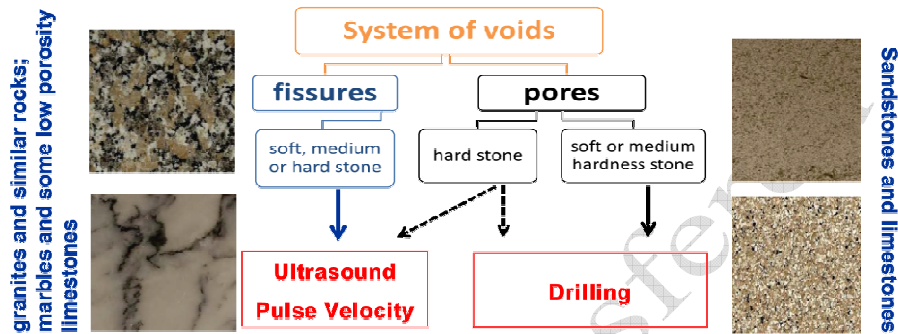 System of voids
fissures
pores
soft, medium
or hard stone
hard stone
soft or medium
hardness stone
Ultrasound
Pulse Velocity
Drilling
granites and similar rocks;
marbles and some low porosity
limestones
Sandstones and limestones